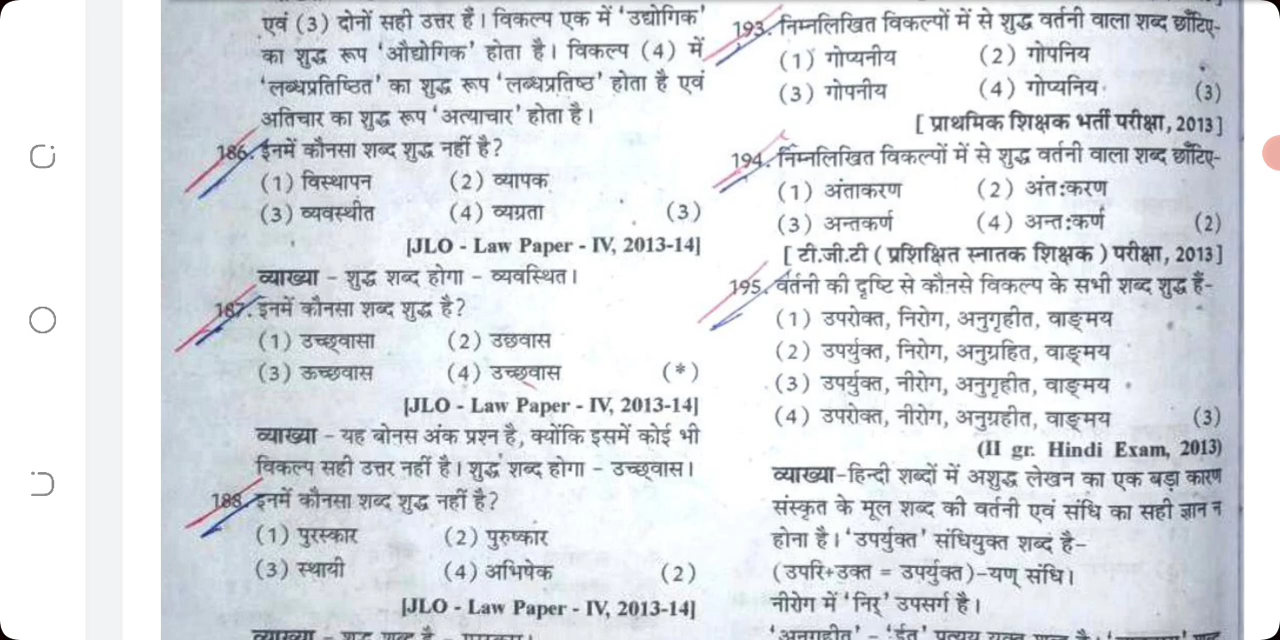 एवं (3) दोनों सही उत्तर हैं। विकल्प एक में 'उद्योगिक'
का शुद्ध रूप 'औद्योगिक' होता है। विकल्प (4) में
'लब्धप्रतिष्ठित' का शुद्ध रूप 'लब्धप्रतिष्ठ' होता है एवं
अतिचार का शुद्ध रूप 'अत्याचार' होता है।
186. इनमें कौनसा शब्द शुद्ध नहीं है?
(1) विस्थापन (2) व्यापक
(3) व्यवस्थीत (4) व्यग्रता (3)
[JLO - Law Paper - IV, 2013-14]
व्याख्या – शुद्ध शब्द होगा – व्यवस्थित।
187. इनमें कौनसा शब्द शुद्ध है?
(1) उच्छ्वासा (2) उछवास
(3) ऊच्छवास (4) उच्छवास (*)
[JLO - Law Paper - IV, 2013-14]
व्याख्या – यह बोनस अंक प्रश्न है, क्योंकि इसमें कोई भी
विकल्प सही उत्तर नहीं है। शुद्ध शब्द होगा – उच्छ्वास।
188. इनमें कौनसा शब्द शुद्ध नहीं है?
(1) पुरस्कार (2) पुरुष्कार
(3) स्थायी (4) अभिषेक (2)
[JLO - Law Paper - IV, 2013-14]
व्याख्या – शुद्ध शब्द है – पुरस्कार।
193. निम्नलिखित विकल्पों में से शुद्ध वर्तनी वाला शब्द छाँटिए-
(1) गोप्यनीय (2) गोपनिय
(3) गोपनीय (4) गोप्यनिय (3)
[ प्राथमिक शिक्षक भर्ती परीक्षा, 2013]
194. निम्नलिखित विकल्पों में से शुद्ध वर्तनी वाला शब्द छाँटिए-
(1) अंताकरण (2) अंत:करण
(3) अन्तकर्ण (4) अन्त:कर्ण (2)
[ टी.जी.टी ( प्रशिक्षित स्नातक शिक्षक ) परीक्षा, 2013]
195. वर्तनी की दृष्टि से कौनसे विकल्प के सभी शब्द शुद्ध हैं-
(1) उपरोक्त, निरोग, अनुगृहीत, वाङ्मय
(2) उपर्युक्त, निरोग, अनुग्रहित, वाङ्मय
(3) उपर्युक्त, नीरोग, अनुगृहीत, वाङ्मय
(4) उपरोक्त, नीरोग, अनुग्रहीत, वाङ्मय (3)
(II gr. Hindi Exam, 2013)
व्याख्या-हिन्दी शब्दों में अशुद्ध लेखन का एक बड़ा कारण
संस्कृत के मूल शब्द की वर्तनी एवं संधि का सही ज्ञान न
होना है। 'उपर्युक्त' संधियुक्त शब्द है-
(उपरि+उक्त = उपर्युक्त)-यण् संधि।
नीरोग में 'निर्' उपसर्ग है।
'अनुगृहीत' – 'ईत' प्रत्यय युक्त शब्द है।